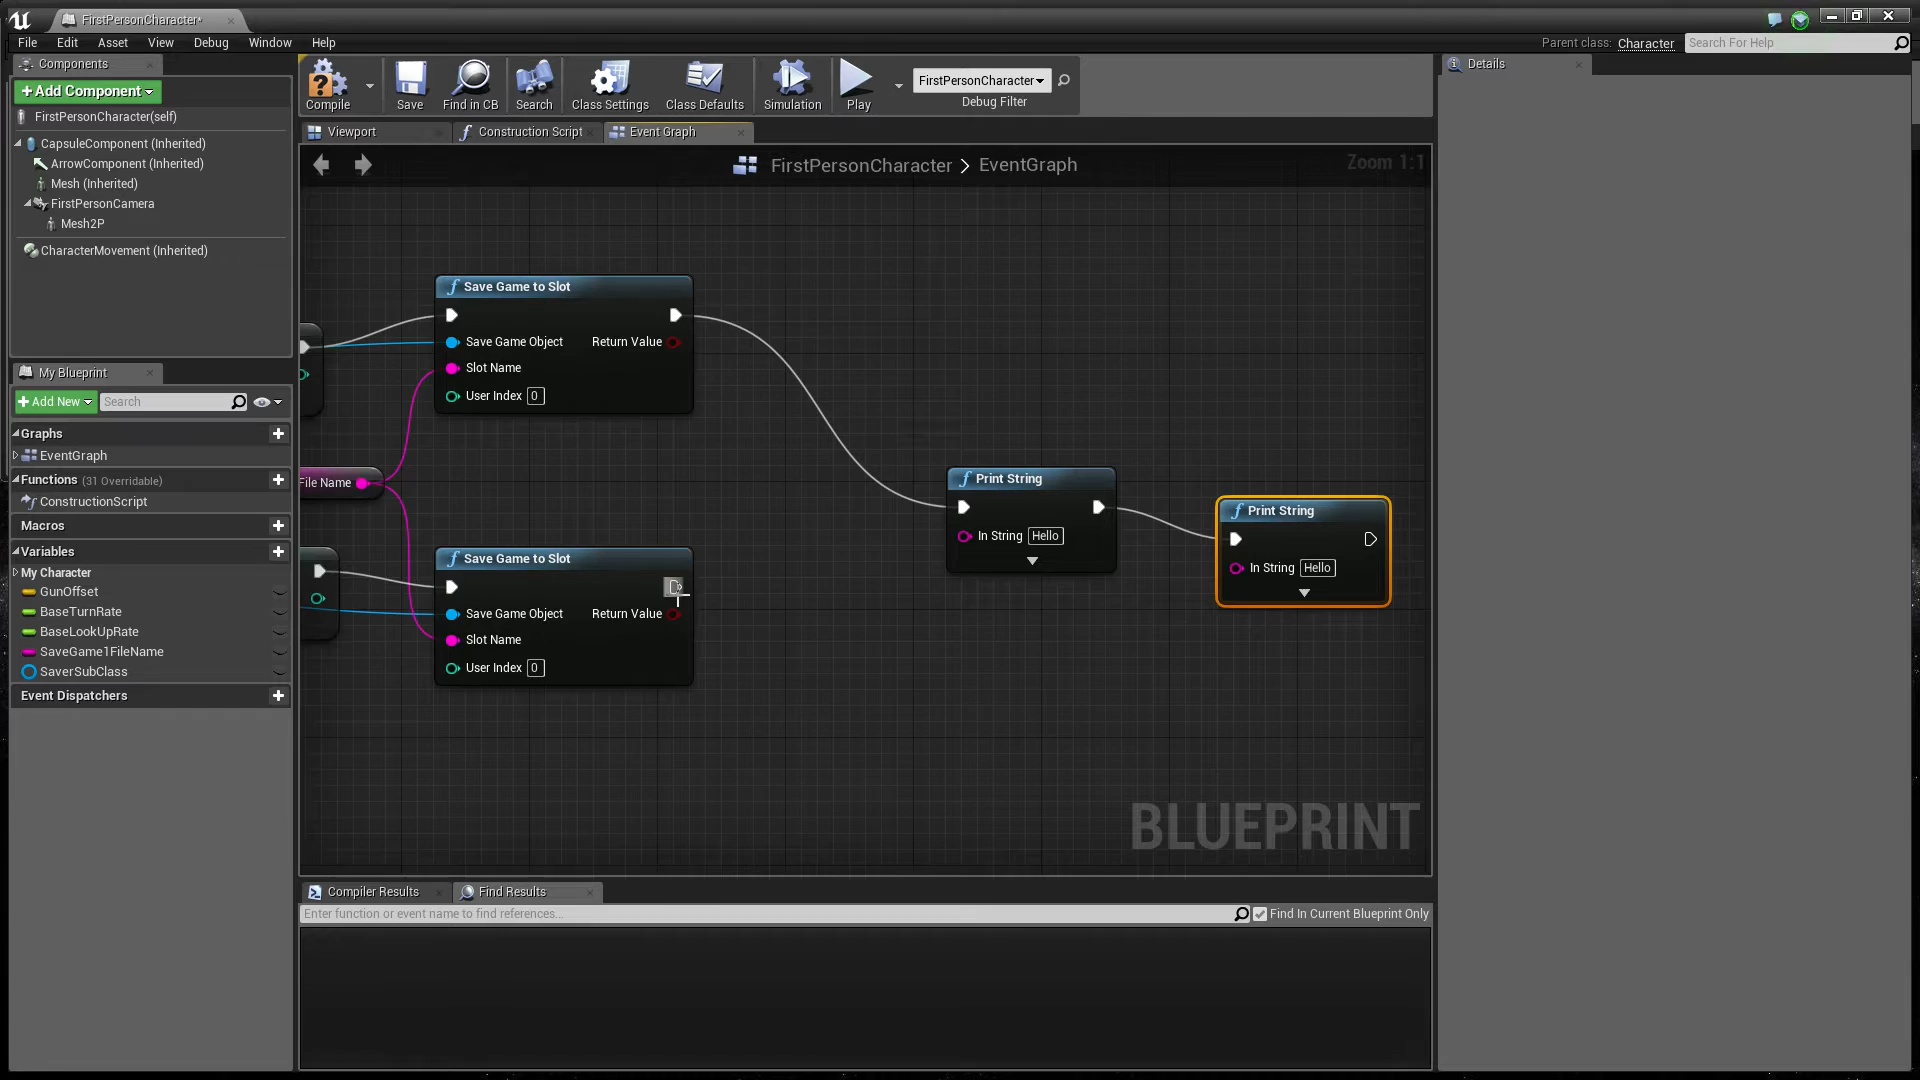 FirstPersonCharacter*
File Edit Asset View Debug Window Help
Parent class: Character
Search For Help
Components
+ Add Component
FirstPersonCharacter(self)
CapsuleComponent (Inherited)
ArrowComponent (Inherited)
Mesh (Inherited)
FirstPersonCamera
Mesh2P
CharacterMovement (Inherited)
My Blueprint
+ Add New
Search
Graphs
EventGraph
Functions (31 Overridable)
ConstructionScript
Macros
Variables
My Character
GunOffset
BaseTurnRate
BaseLookUpRate
SaveGame1FileName
SaverSubClass
Event Dispatchers
Compile
Save
Find in CB
Search
Class Settings
Class Defaults
Simulation
Play
FirstPersonCharacter
Debug Filter
Viewport
f Construction Script
Event Graph
FirstPersonCharacter > EventGraph
Zoom 1:1
f Save Game to Slot
Save Game Object Return Value
Slot Name
User Index 0
File Name
f Save Game to Slot
Save Game Object Return Value
Slot Name
User Index 0
f Print String
In String Hello
f Print String
In String Hello
BLUEPRINT
Compiler Results
Find Results
Enter function or event name to find references...
Find In Current Blueprint Only
Details